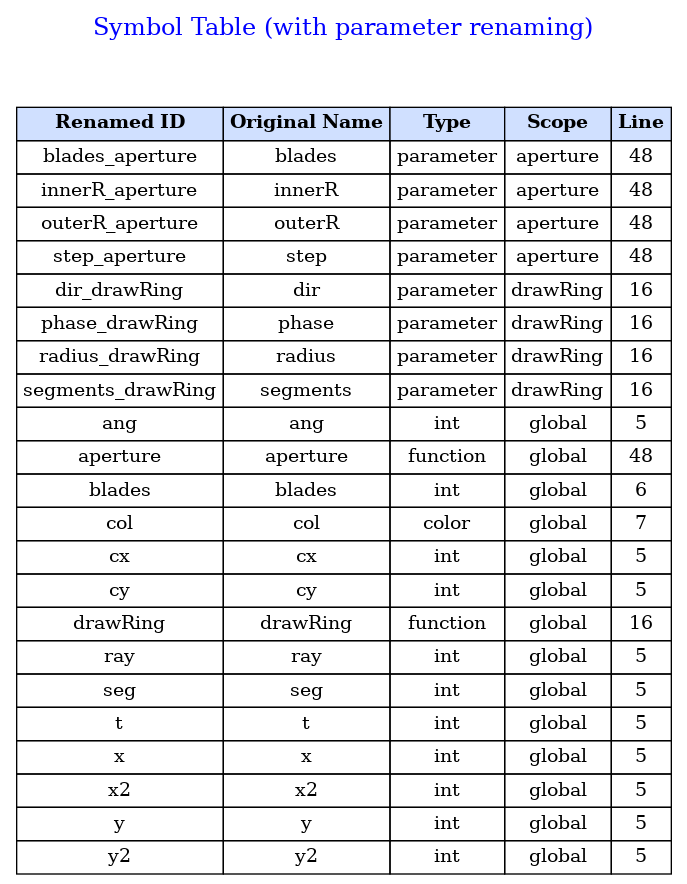 Symbol Table (with parameter renaming)
Renamed ID Original Name Type Scope Line
blades_aperture blades parameter aperture 48
innerR_aperture innerR parameter aperture 48
outerR_aperture outerR parameter aperture 48
step_aperture step parameter aperture 48
dir_drawRing dir parameter drawRing 16
phase_drawRing phase parameter drawRing 16
radius_drawRing radius parameter drawRing 16
segments_drawRing segments parameter drawRing 16
ang ang int global 5
aperture aperture function global 48
blades blades int global 6
col col color global 7
cx cx int global 5
cy cy int global 5
drawRing drawRing function global 16
ray ray int global 5
seg seg int global 5
t t int global 5
x x int global 5
x2 x2 int global 5
y y int global 5
y2 y2 int global 5